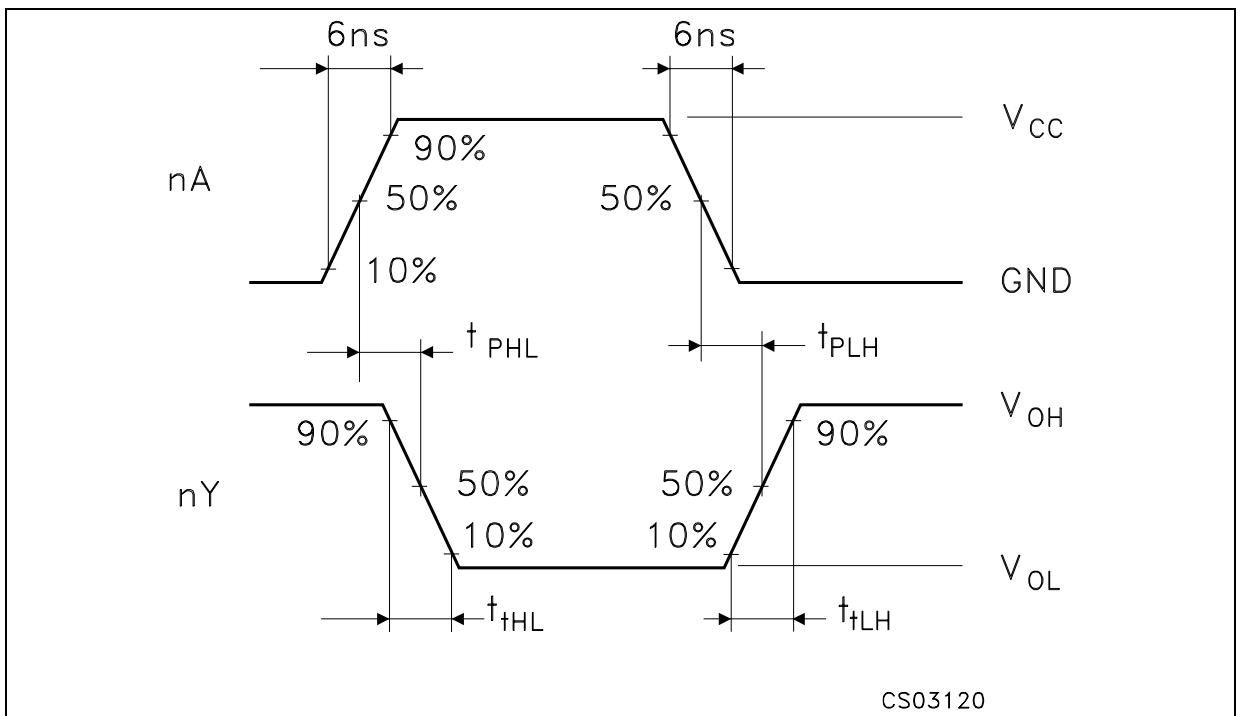 6ns 6ns
V CC
90%
nA
50% 50%
10%
GND
t PHL t PLH
V OH
90% 90%
50% 50%
nY
10% 10%
V OL
t tHL t tLH
CS03120